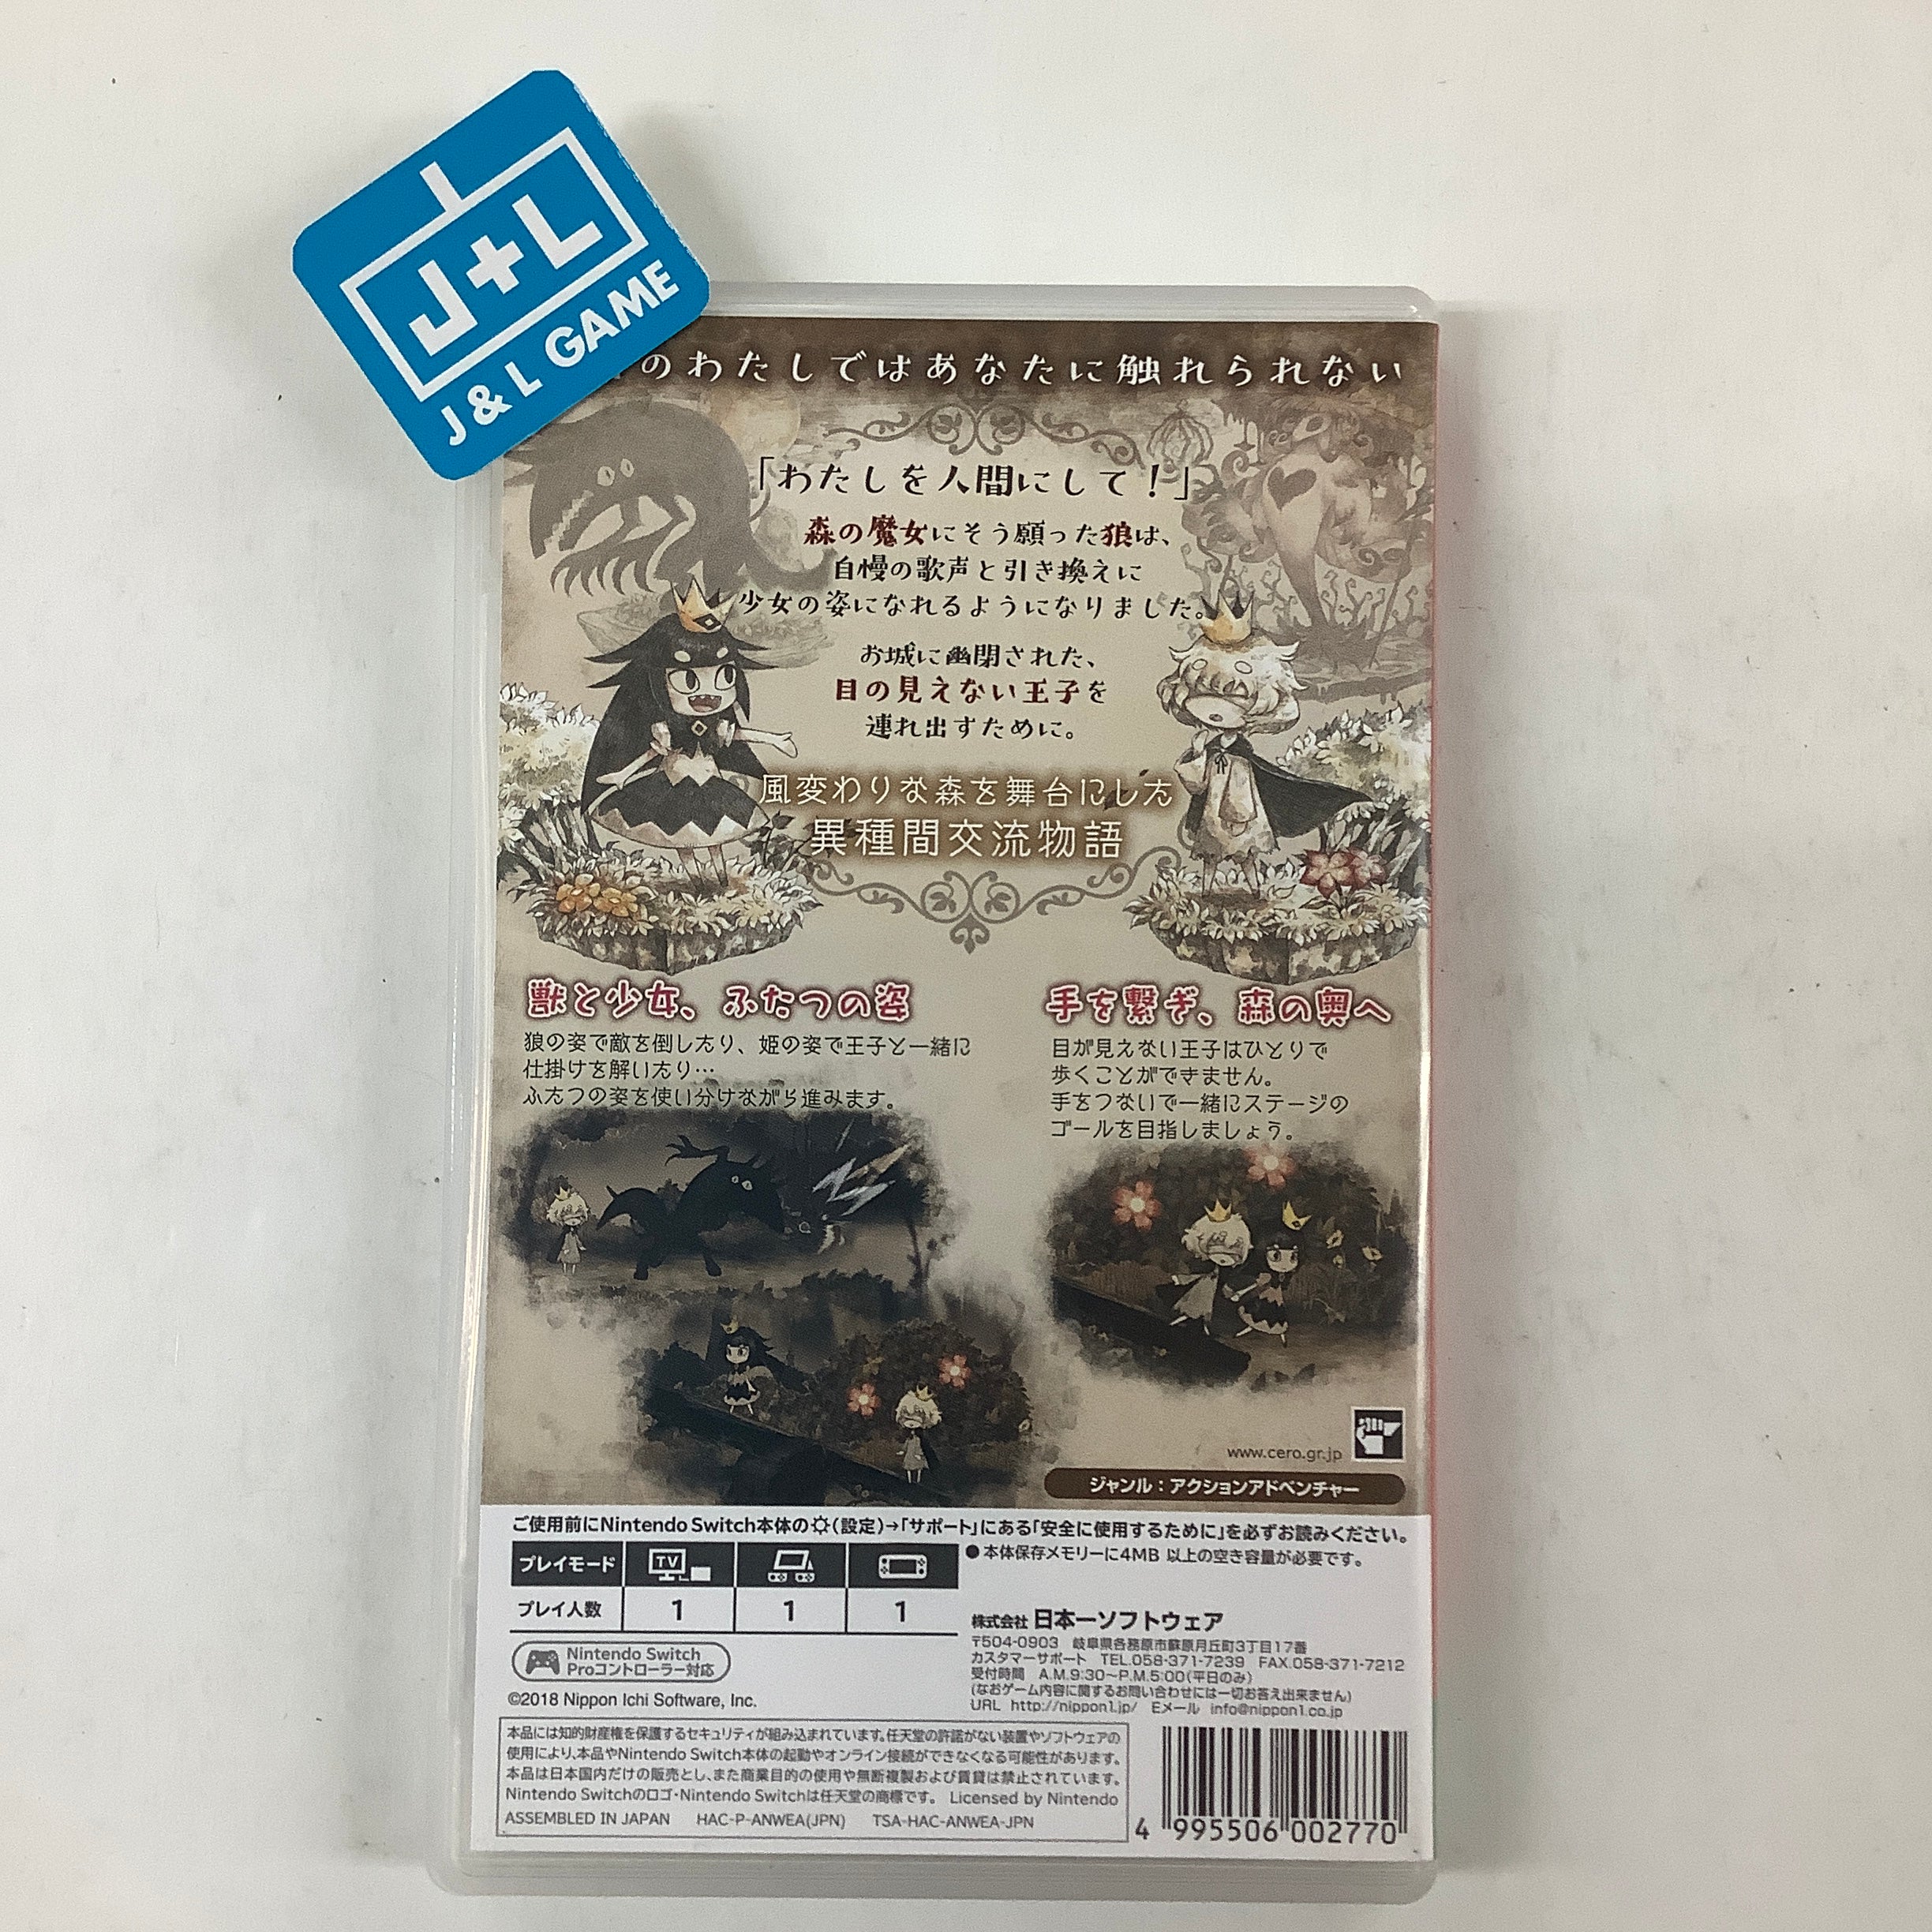 J+L
J & L GAME
のわたしではあなたに触れられない
「わたしを人間にして！」
森の魔女にそう願った狼は、
自慢の歌声と引き換えに
少女の姿になれるようになりました。
お城に幽閉された、
目の見えない王子を
連れ出すために。
風変わりな森を舞台にした
異種間交流物語
獣と少女、ふたつの姿
狼の姿で敵を倒したり、姫の姿で王子と一緒に
仕掛けを解いたり…
ふたつの姿を使い分けながら進みます。
手を繋ぎ、森の奥へ
目が見えない王子はひとりで
歩くことができません。
手をつないで一緒にステージの
ゴールを目指しましょう。
www.cero.gr.jp
ジャンル：アクションアドベンチャー
ご使用前にNintendo Switch本体の(設定)→「サポート」にある「安全に使用するために」を必ずお読みください。
プレイモード TV
プレイ人数 1 1 1
●本体保存メモリーに4MB 以上の空き容量が必要です。
Nintendo Switch
Proコントローラー対応
©2018 Nippon Ichi Software, Inc.
株式会社 日本一ソフトウェア
〒504-0903 岐阜県各務原市蘇原月丘町3丁目17番
カスタマーサポート TEL.058-371-7239 FAX.058-371-7212
受付時間 A.M.9:30～P.M.5:00(平日のみ)
(なおゲーム内容に関するお問い合わせには一切お答え出来ません)
URL http://nippon1.jp/ Eメール info@nippon1.co.jp
本品には知的財産権を保護するセキュリティが組み込まれています。任天堂の許諾がない装置やソフトウェアの
使用により、本品やNintendo Switch本体の起動やオンライン接続ができなくなる可能性があります。
本品は日本国内だけの販売とし、また商業目的の使用や無断複製および賃貸は禁止されています。
Nintendo Switchのロゴ・Nintendo Switchは任天堂の商標です。 Licensed by Nintendo
ASSEMBLED IN JAPAN HAC-P-ANWEA(JPN) TSA-HAC-ANWEA-JPN
4 995506 002770